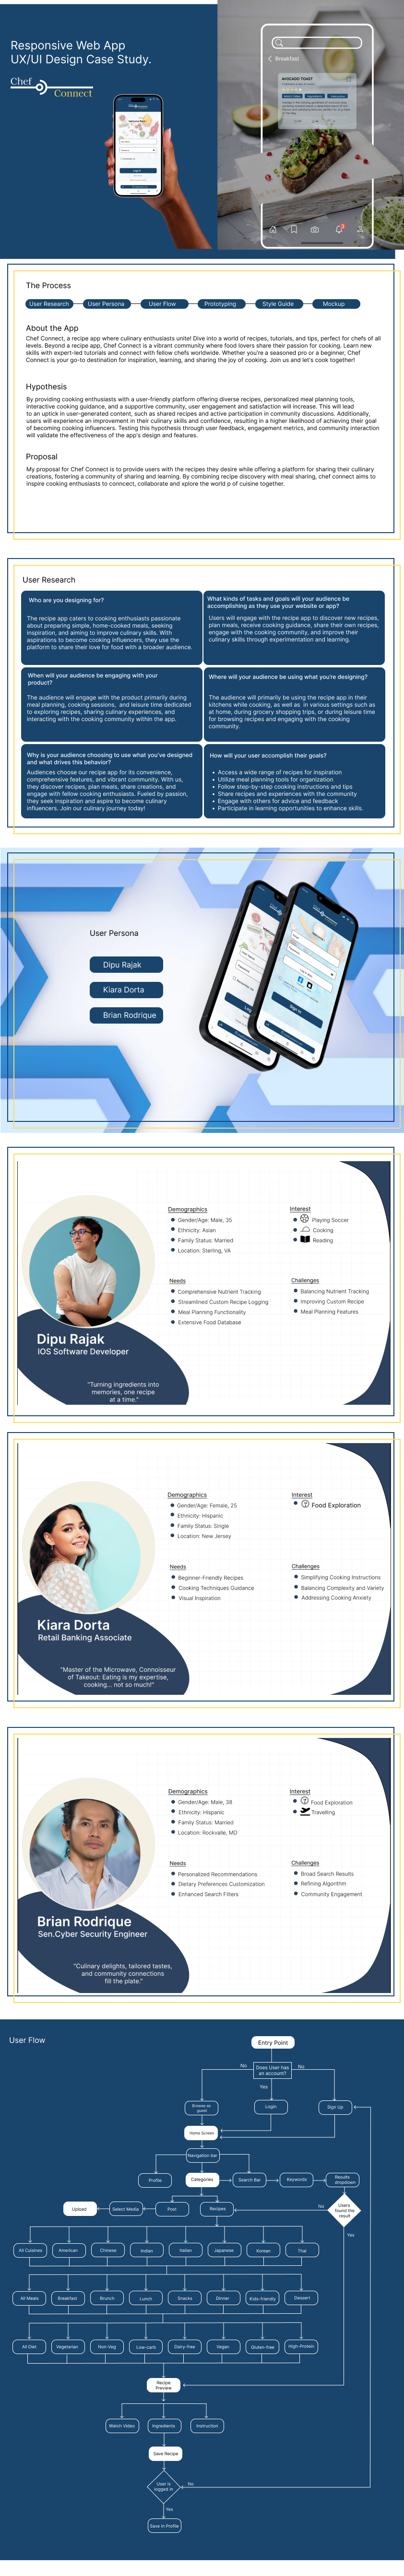 Responsive Web App
UX/UI Design Case Study.
Chef
Connect
Breakfast
AVOCADO TOAST
The Process
User Research
User Persona
User Flow
Prototyping
Style Guide
Mockup
About the App
Chef Connect, a recipe app where culinary enthusiasts unite! Dive into a world of recipes, tutorials, and tips, perfect for chefs of all
levels. Beyond a recipe app, Chef Connect is a vibrant community where food lovers share their passion for cooking. Learn new
skills with expert-led tutorials and connect with fellow chefs worldwide. Whether you're a seasoned pro or a beginner, Chef
Connect is your go-to destination for inspiration, learning, and sharing the joy of cooking. Join us and let's cook together!
Hypothesis
By providing cooking enthusiasts with a user-friendly platform offering diverse recipes, personalized meal planning tools,
interactive cooking guidance, and a supportive community, user engagement and satisfaction will increase. This will lead
to an uptick in user-generated content, such as shared recipes and active participation in community discussions. Additionally,
users will experience an improvement in their culinary skills and confidence, resulting in a higher likelihood of achieving their goal
of becoming cooking influencers. Testing this hypothesis through user feedback, engagement metrics, and community interaction
will validate the effectiveness of the app's design and features.
Proposal
My proposal for Chef Connect is to provide users with the recipes they desire while offering a platform for sharing their culinary
creations, fostering a community of sharing and learning. By combining recipe discovery with meal sharing, chef connect aims to
inspire cooking enthusiasts to connect, collaborate and xplore the world p of cuisine together.
User Research
Who are you designing for?
The recipe app caters to cooking enthusiasts passionate
about preparing simple, home-cooked meals, seeking
inspiration, and aiming to improve culinary skills. With
aspirations to become cooking influencers, they use the
platform to share their love for food with a broader audience.
What kinds of tasks and goals will your audience be
accomplishing as they use your website or app?
Users will engage with the recipe app to discover new recipes,
plan meals, receive cooking guidance, share their own recipes,
engage with the cooking community, and improve their
culinary skills through experimentation and learning.
When will your audience be engaging with your
product?
The audience will engage with the product primarily during
meal planning, cooking sessions, and leisure time dedicated
to exploring recipes, sharing culinary experiences, and
interacting with the cooking community within the app.
Where will your audience be using what you're designing?
The audience will primarily be using the recipe app in their
kitchens while cooking, as well as in various settings such as
at home, during grocery shopping trips, or during leisure time
for browsing recipes and engaging with the cooking
community.
Why is your audience choosing to use what you've designed
and what drives this behavior?
Audiences choose our recipe app for its convenience,
comprehensive features, and vibrant community. With us,
they discover recipes, plan meals, share creations, and
engage with fellow cooking enthusiasts. Fueled by passion,
they seek inspiration and aspire to become culinary
influencers. Join our culinary journey today!
How will your user accomplish their goals?
Access a wide range of recipes for inspiration
Utilize meal planning tools for organization
Follow step-by-step cooking instructions and tips
Share recipes and experiences with the community
Engage with others for advice and feedback
Participate in learning opportunities to enhance skills.
User Persona
Dipu Rajak
Kiara Dorta
Brian Rodrique
Sign in
Demographics
Gender/Age: Male, 35
Ethnicity: Asian
Family Status: Marred
Location: Sterling, VA
Interest
Playing Soccer
Cooking
Reading
Needs
Comprehensive Nutrient Tracking
Streamlined Custom Recipe Logging
Meal Planning Functionality
Extensive Food Database
Challenges
Balancing Nutrient Tracking
Improving Custom Recipe
Meal Planning Features
Dipu Rajak
IOS Software Developer
"Turning ingredients into
memories, one recipe
at a time."
Demographics
Gender/Age: Female, 25
Ethnicity: Hispanic
Family Status: Single
Location: New Jersey
Interest
Food Exploration
Needs
Beginner-Friendly Recipes
Cooking Techniques Guidance
Visual Inspiration
Challenges
Simplifying Cooking Instructions
Balancing Complexity and Variety
Addressing Cooking Anxiety
Kiara Dorta
Retail Banking Associate
"Master of the Microwave, Connoisseur
of Takeout: Eating is my expertise,
cooking... not so much!"
Demographics
Gender/Age: Male, 38
Ethnicity: Hispanic
Family Status: Married
Location: Rockvalle, MD
Interest
Food Exploration
Travelling
Needs
Personalized Recommendations
Dietary Preferences Customization
Enhanced Search Filters
Challenges
Broad Search Results
Refining Algorithm
Community Engagement
Brian Rodrique
Sen.Cyber Security Engineer
"Culinary delights, tailored tastes,
and community connections
fill the plate."
User Flow
Entry Point
Does User has
an account?
No
No
Yes
Browse as
guest
Login
Sign Up
Home Screen
Navigation bar
Profile
Categories
Search Bar
Keywords
Results
dropdown
Upload
Select Media
Post
Recipes
No
Users
found the
result
Yes
All Cuisines
American
Chinese
Indian
Italian
Japanese
Korean
Thai
All Meals
Breakfast
Brunch
Lunch
Snacks
Dinner
Kids-friendly
Dessert
All Diet
Vegetarian
Non-Veg
Low-carb
Dairy-free
Vegan
Gluten-free
High-Protein
Recipe
Preview
Watch Video
Ingredients
Instruction
Save Recipe
User is
logged in
No
Yes
Save in Profile